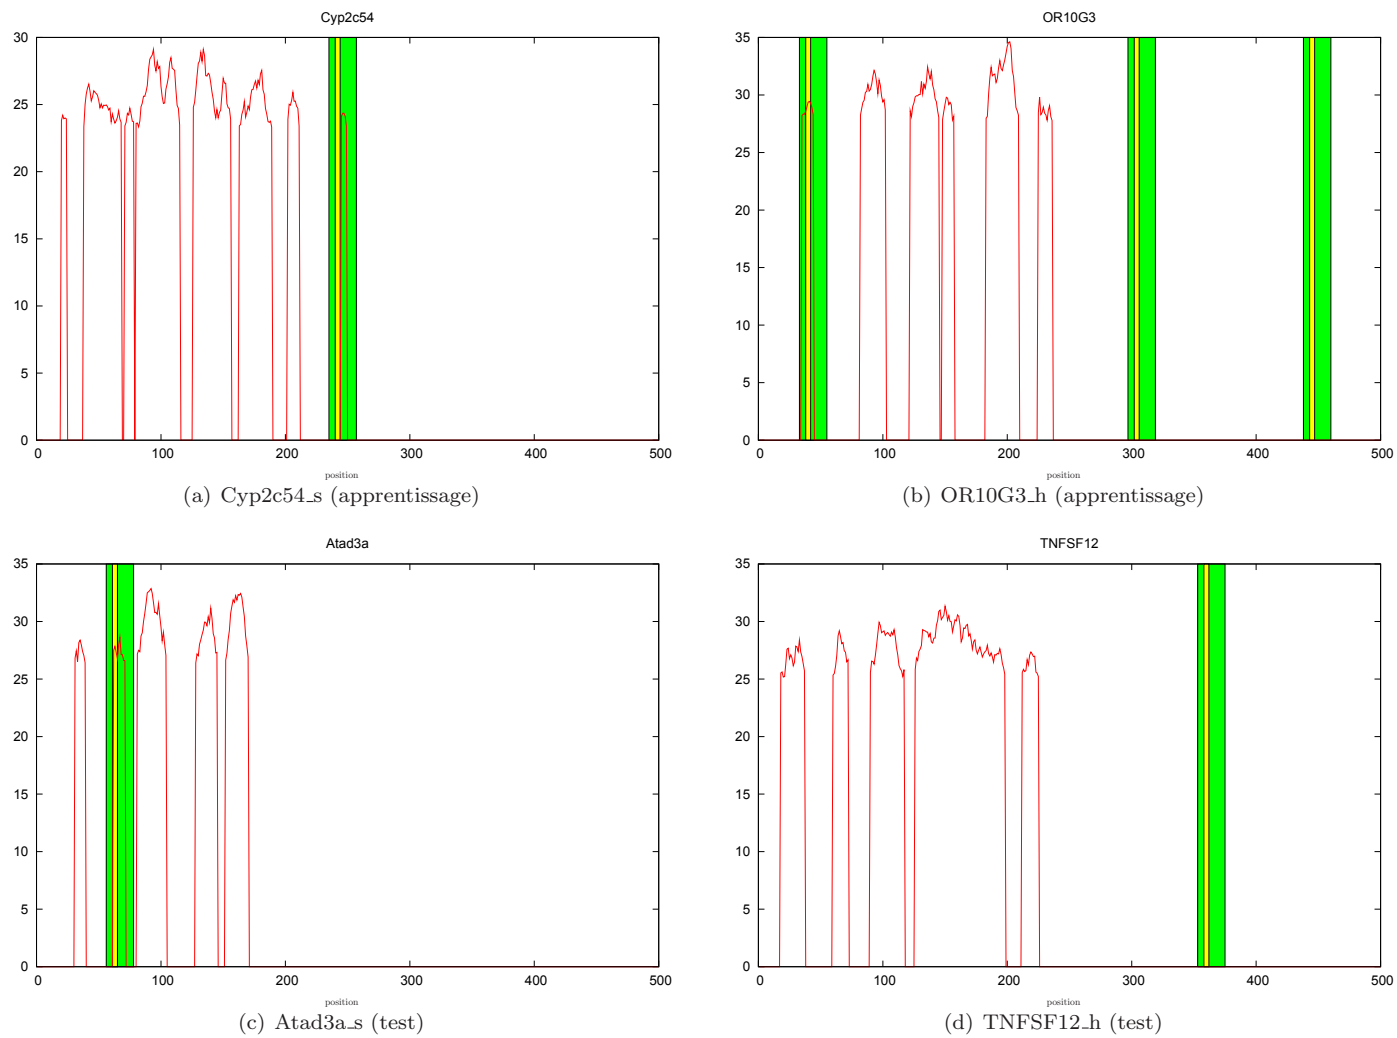 Cyp2c54
30
25
20
15
10
5
0
0 100 200 300 400 500
position
(a) Cyp2c54_s (apprentissage)
OR10G3
35
30
25
20
15
10
5
0
0 100 200 300 400 500
position
(b) OR10G3_h (apprentissage)
Atad3a
35
30
25
20
15
10
5
0
0 100 200 300 400 500
position
(c) Atad3a_s (test)
TNFSF12
35
30
25
20
15
10
5
0
0 100 200 300 400 500
position
(d) TNFSF12_h (test)